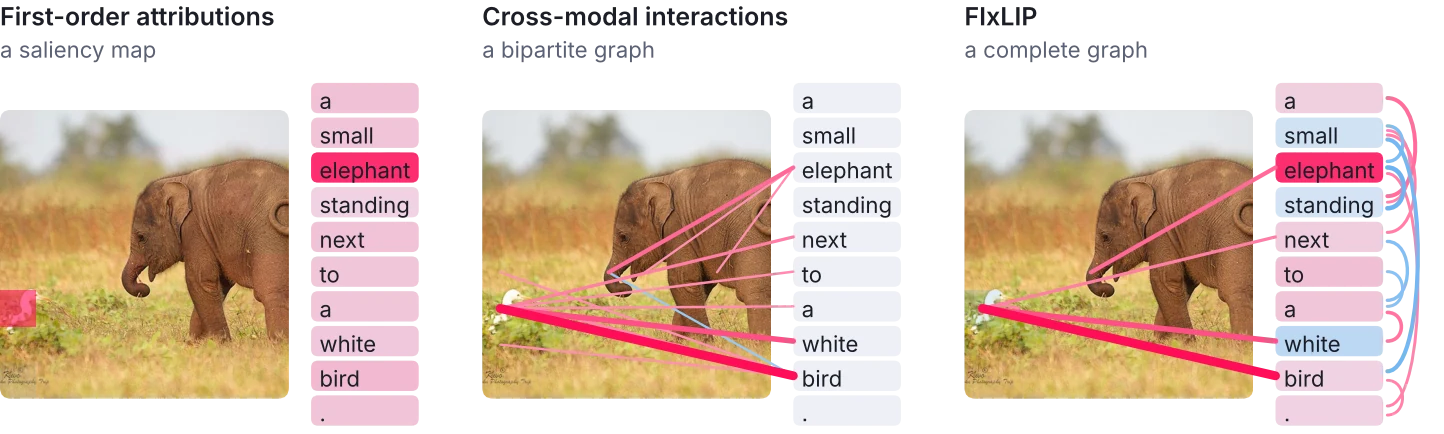 First-order attributions
a saliency map
a
small
elephant
standing
next
to
a
white
bird
.
Cross-modal interactions
a bipartite graph
a
small
elephant
standing
next
to
a
white
bird
.
FIxLIP
a complete graph
a
small
elephant
standing
next
to
a
white
bird
.